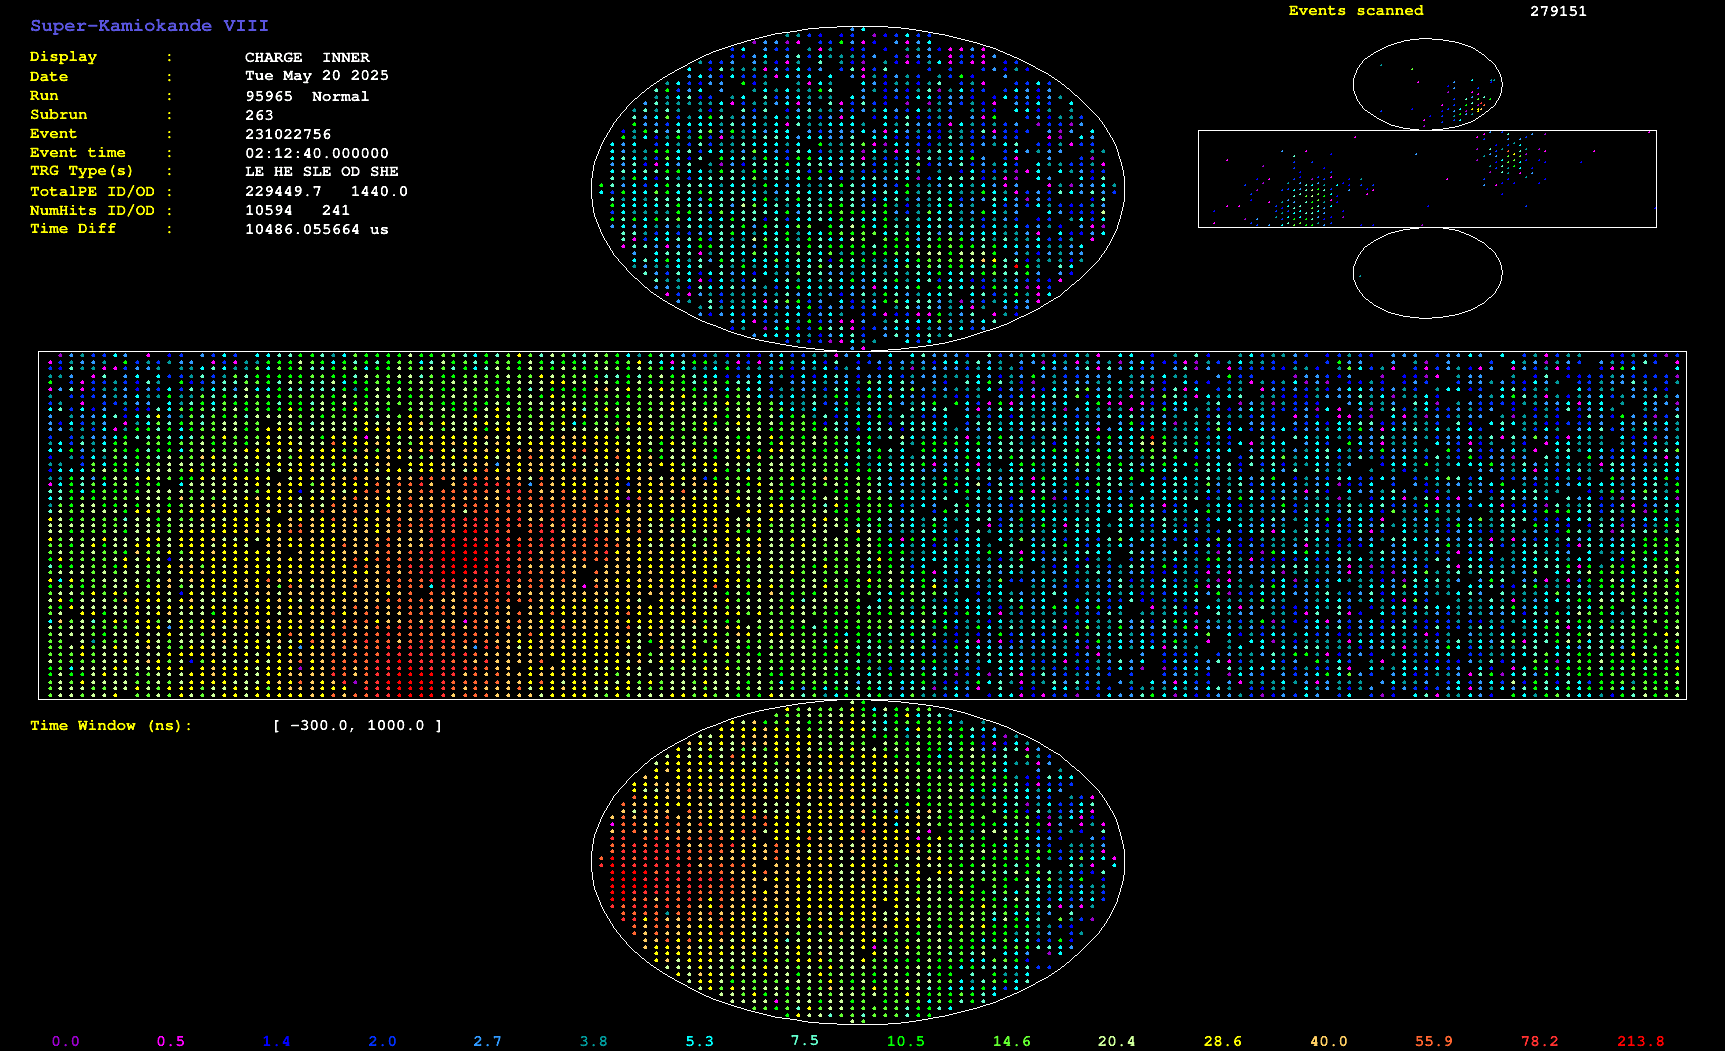 Super-Kamiokande VIII
Events scanned 279151
Display : CHARGE INNER
Date : Tue May 20 2025
Run : 95965 Normal
Subrun : 263
Event : 231022756
Event time : 02:12:40.000000
TRG Type(s) : LE HE SLE OD SHE
TotalPE ID/OD : 229449.7 1440.0
NumHits ID/OD : 10594 241
Time Diff : 10486.055664 us
Time Window (ns): [ -300.0, 1000.0 ]
0.0 0.5 1.4 2.0 2.7 3.8 5.3 7.5 10.5 14.6 20.4 28.6 40.0 55.9 78.2 213.8